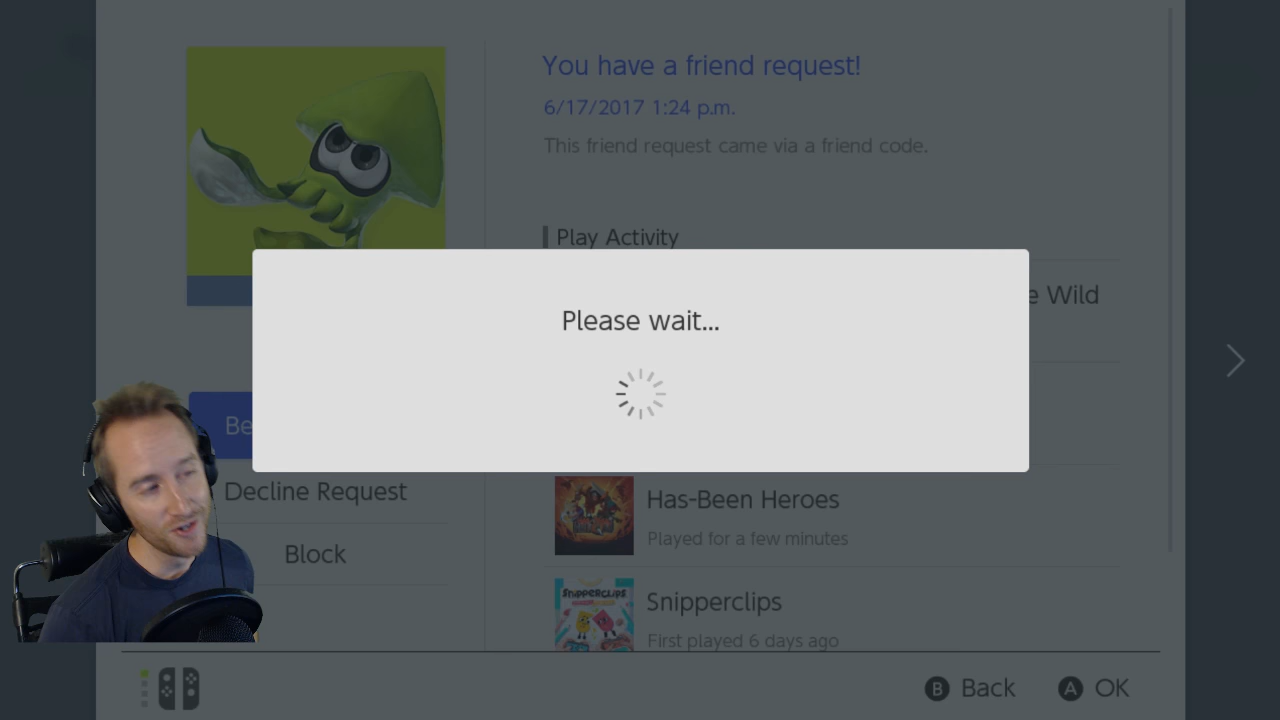 You have a friend request!
6/17/2017 1:24 p.m.
This friend request came via a friend code.
Play Activity
Wild
Please wait...
Decline Request
Block
Has-Been Heroes
Played for a few minutes
SNIPPERCLIPS
Snipperclips
First played 6 days ago
B Back
A OK